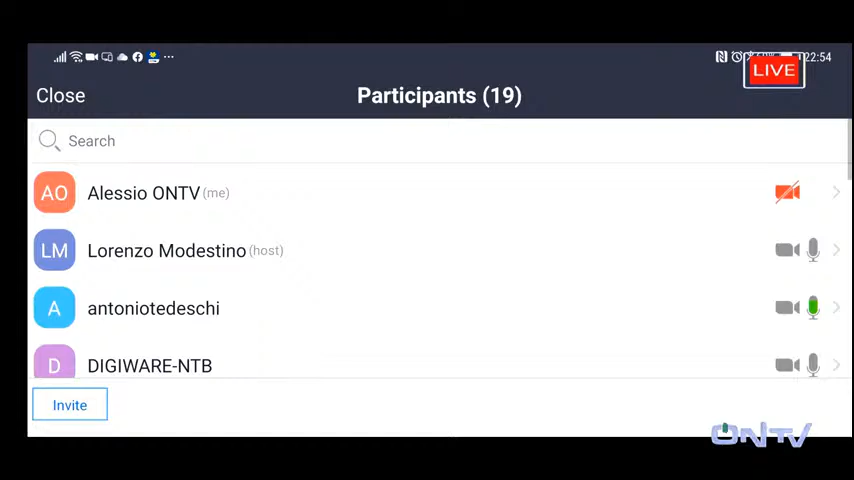 22:54
LIVE
Close
Participants (19)
Search
AO Alessio ONTV (me)
LM Lorenzo Modestino (host)
A antoniotedeschi
D DIGIWARE-NTB
Invite
ONTV